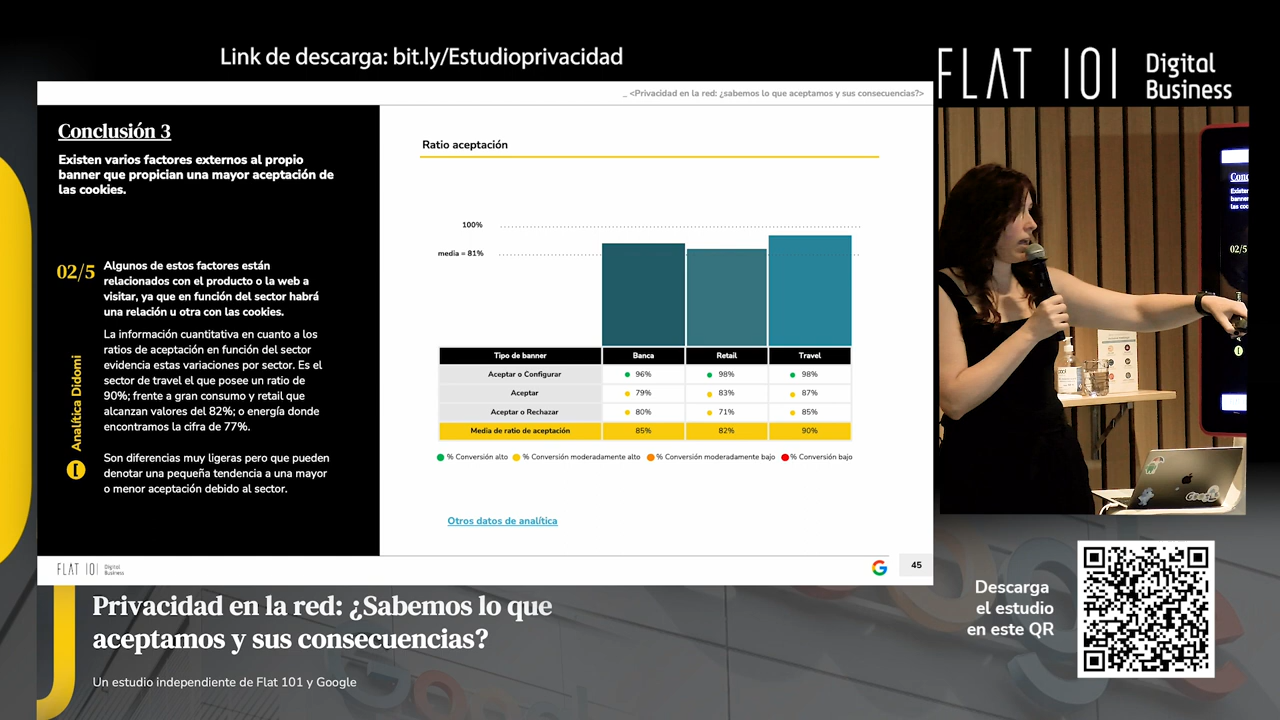 Link de descarga: bit.ly/Estudioprivacidad
FLAT 101 Digital
Business
_ <Privacidad en la red: ¿sabemos lo que aceptamos y sus consecuencias?>
Conclusión 3
Existen varios factores externos al propio
banner que propician una mayor aceptación de
las cookies.
02/5
Algunos de estos factores están
relacionados con el producto o la web a
visitar, ya que en función del sector habrá
una relación u otra con las cookies.
La información cuantitativa en cuanto a los
ratios de aceptación en función del sector
evidencia estas variaciones por sector. Es el
sector de travel el que posee un ratio de
90%; frente a gran consumo y retail que
alcanzan valores del 82%; o energía donde
encontramos la cifra de 77%.
Son diferencias muy ligeras pero que pueden
denotar una pequeña tendencia a una mayor
o menor aceptación debido al sector.
Analítica Didomi
Ratio aceptación
100%
media = 81%
Tipo de banner Banca Retail Travel
Aceptar o Configurar 96% 98% 98%
Aceptar 79% 83% 87%
Aceptar o Rechazar 80% 71% 85%
Media de ratio de aceptación 85% 82% 90%
% Conversión alto % Conversión moderadamente alto % Conversión moderadamente bajo % Conversión bajo
Otros datos de analítica
FLAT 101 Digital
Business
G
45
02/5
Privacidad en la red: ¿Sabemos lo que
aceptamos y sus consecuencias?
Un estudio independiente de Flat 101 y Google
Descarga
el estudio
en este QR